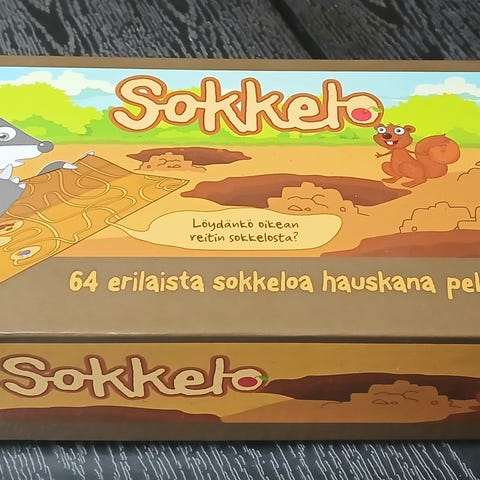 Sokkelo
Löydänkö oikean
reitin sokkelosta?
64 erilaista sokkeloa hauskana pel
Sokkelo